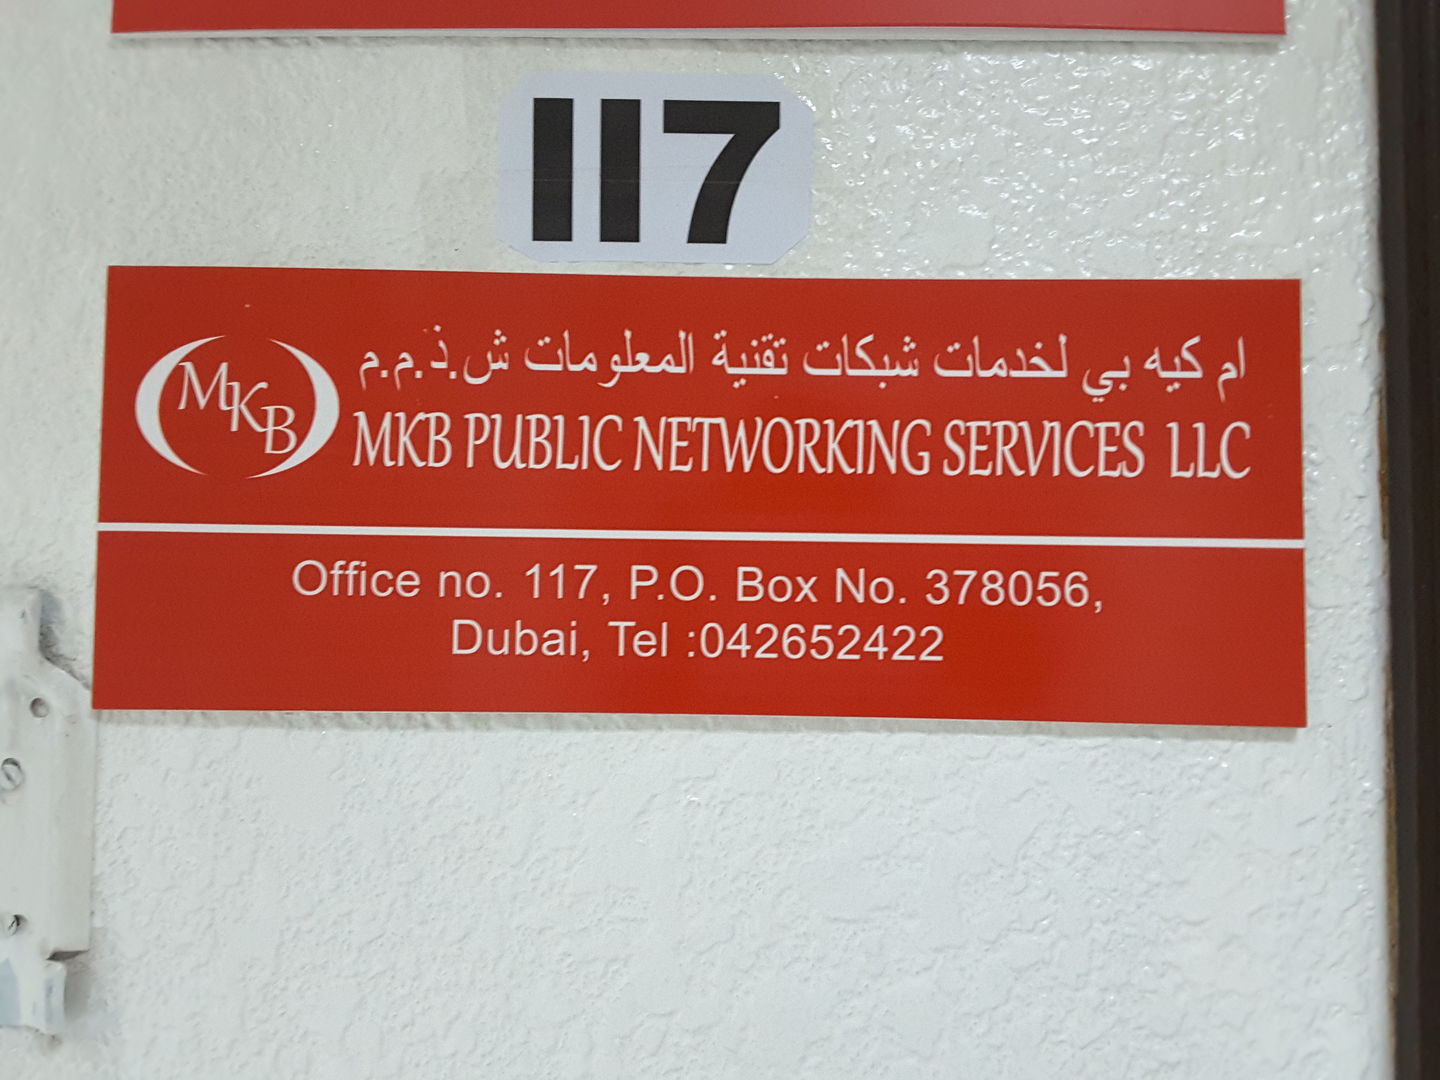 117
ام كيه بي لخدمات شبكات تقنية المعلومات ش.ذ.م.م
MKB
MKB PUBLIC NETWORKING SERVICES LLC
Office no. 117, P.O. Box No. 378056,
Dubai, Tel :042652422